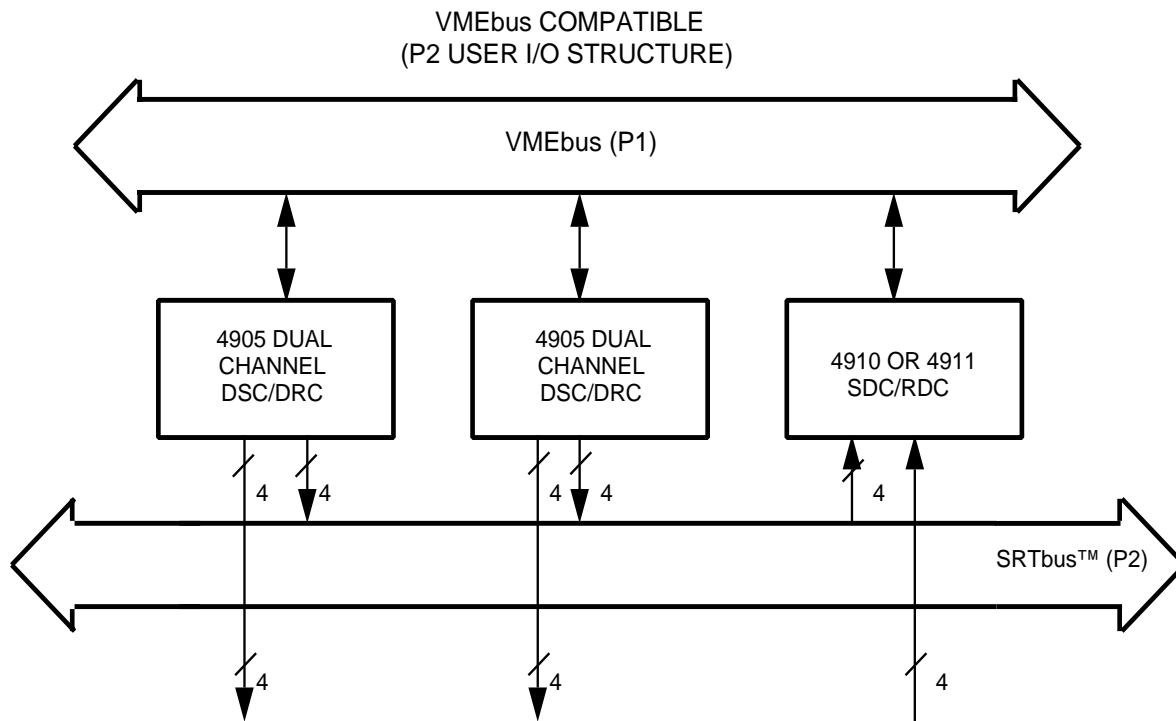 VMEbus COMPATIBLE
(P2 USER I/O STRUCTURE)
VMEbus (P1)
4905 DUAL
CHANNEL
DSC/DRC
4905 DUAL
CHANNEL
DSC/DRC
4910 OR 4911
SDC/RDC
4
4
4
4
4
SRTbus™ (P2)
4
4
4